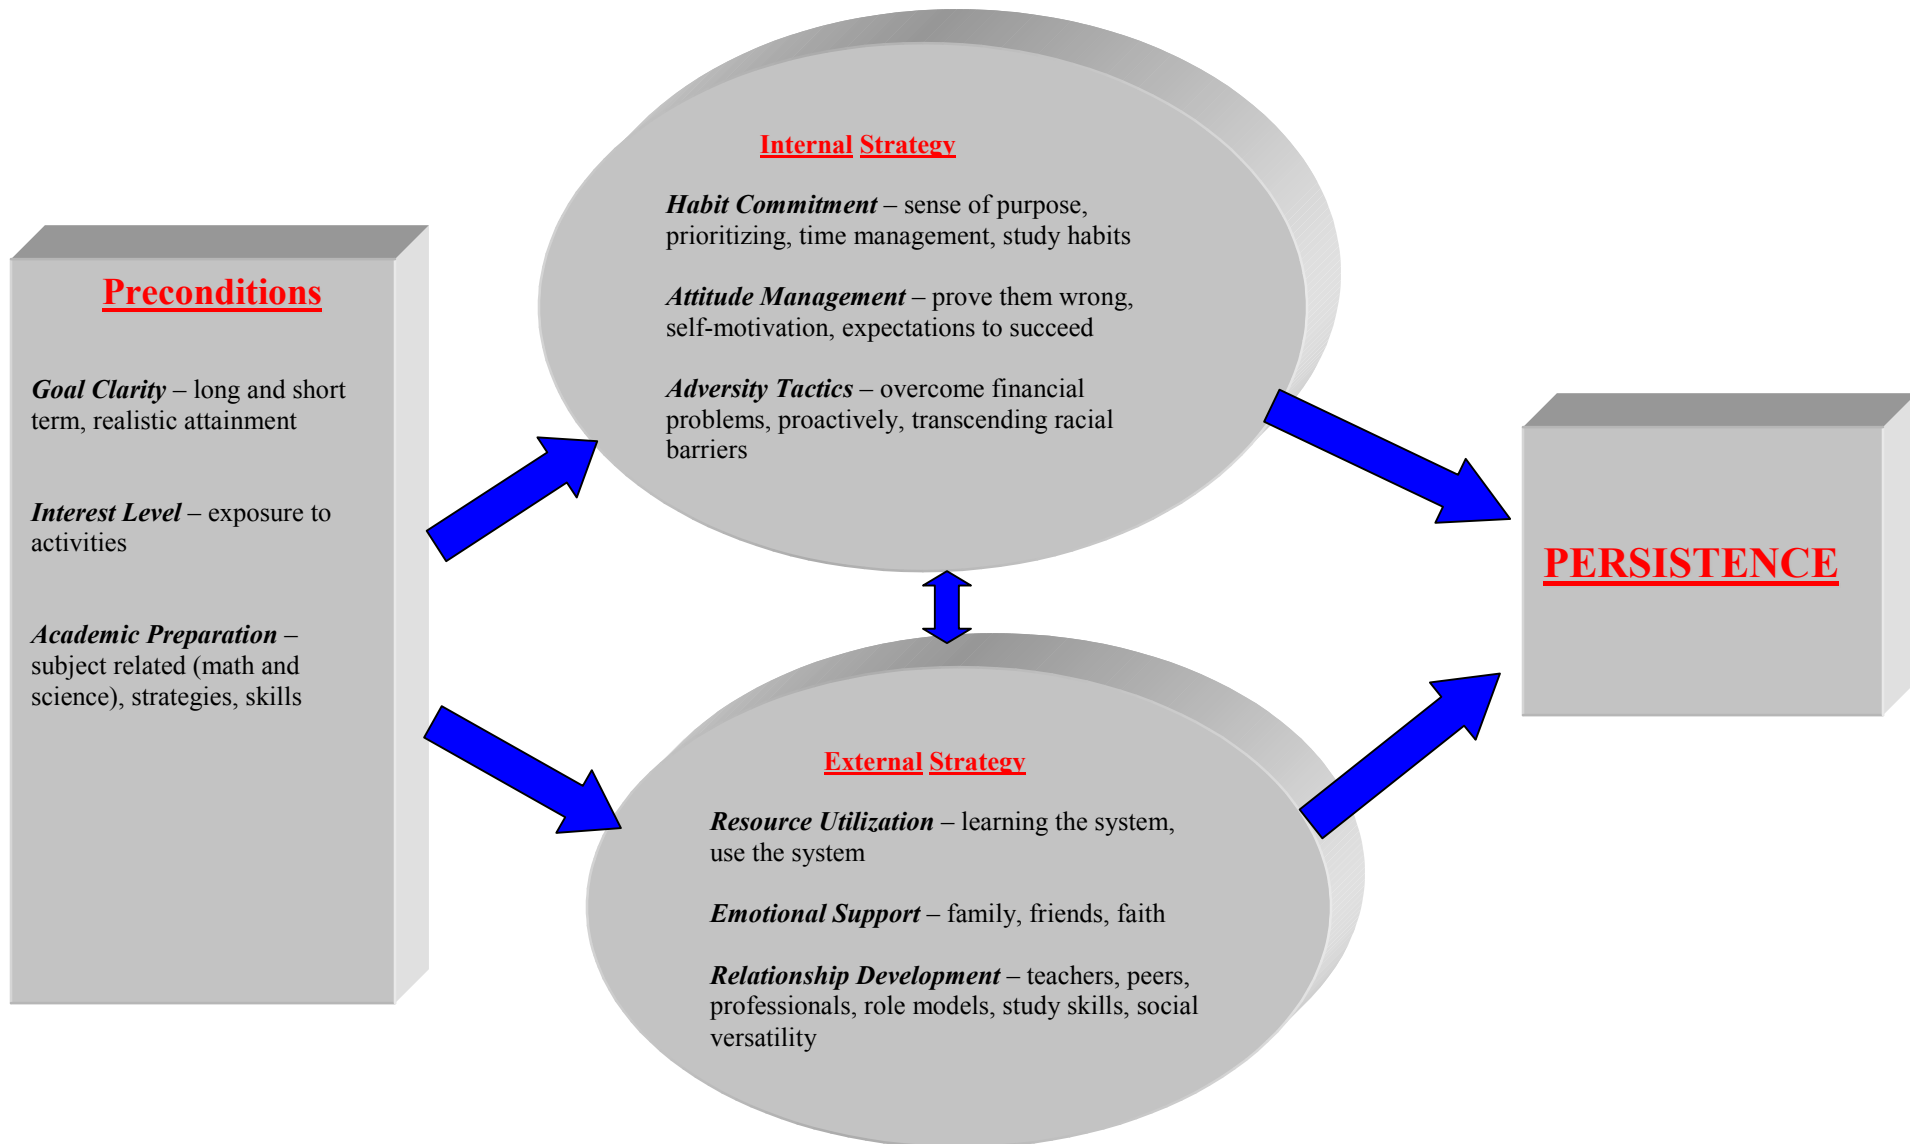 Preconditions
Goal Clarity – long and short
term, realistic attainment
Interest Level – exposure to
activities
Academic Preparation –
subject related (math and
science), strategies, skills
Internal Strategy
Habit Commitment – sense of purpose,
prioritizing, time management, study habits
Attitude Management – prove them wrong,
self-motivation, expectations to succeed
Adversity Tactics – overcome financial
problems, proactively, transcending racial
barriers
External Strategy
Resource Utilization – learning the system,
use the system
Emotional Support – family, friends, faith
Relationship Development – teachers, peers,
professionals, role models, study skills, social
versatility
PERSISTENCE